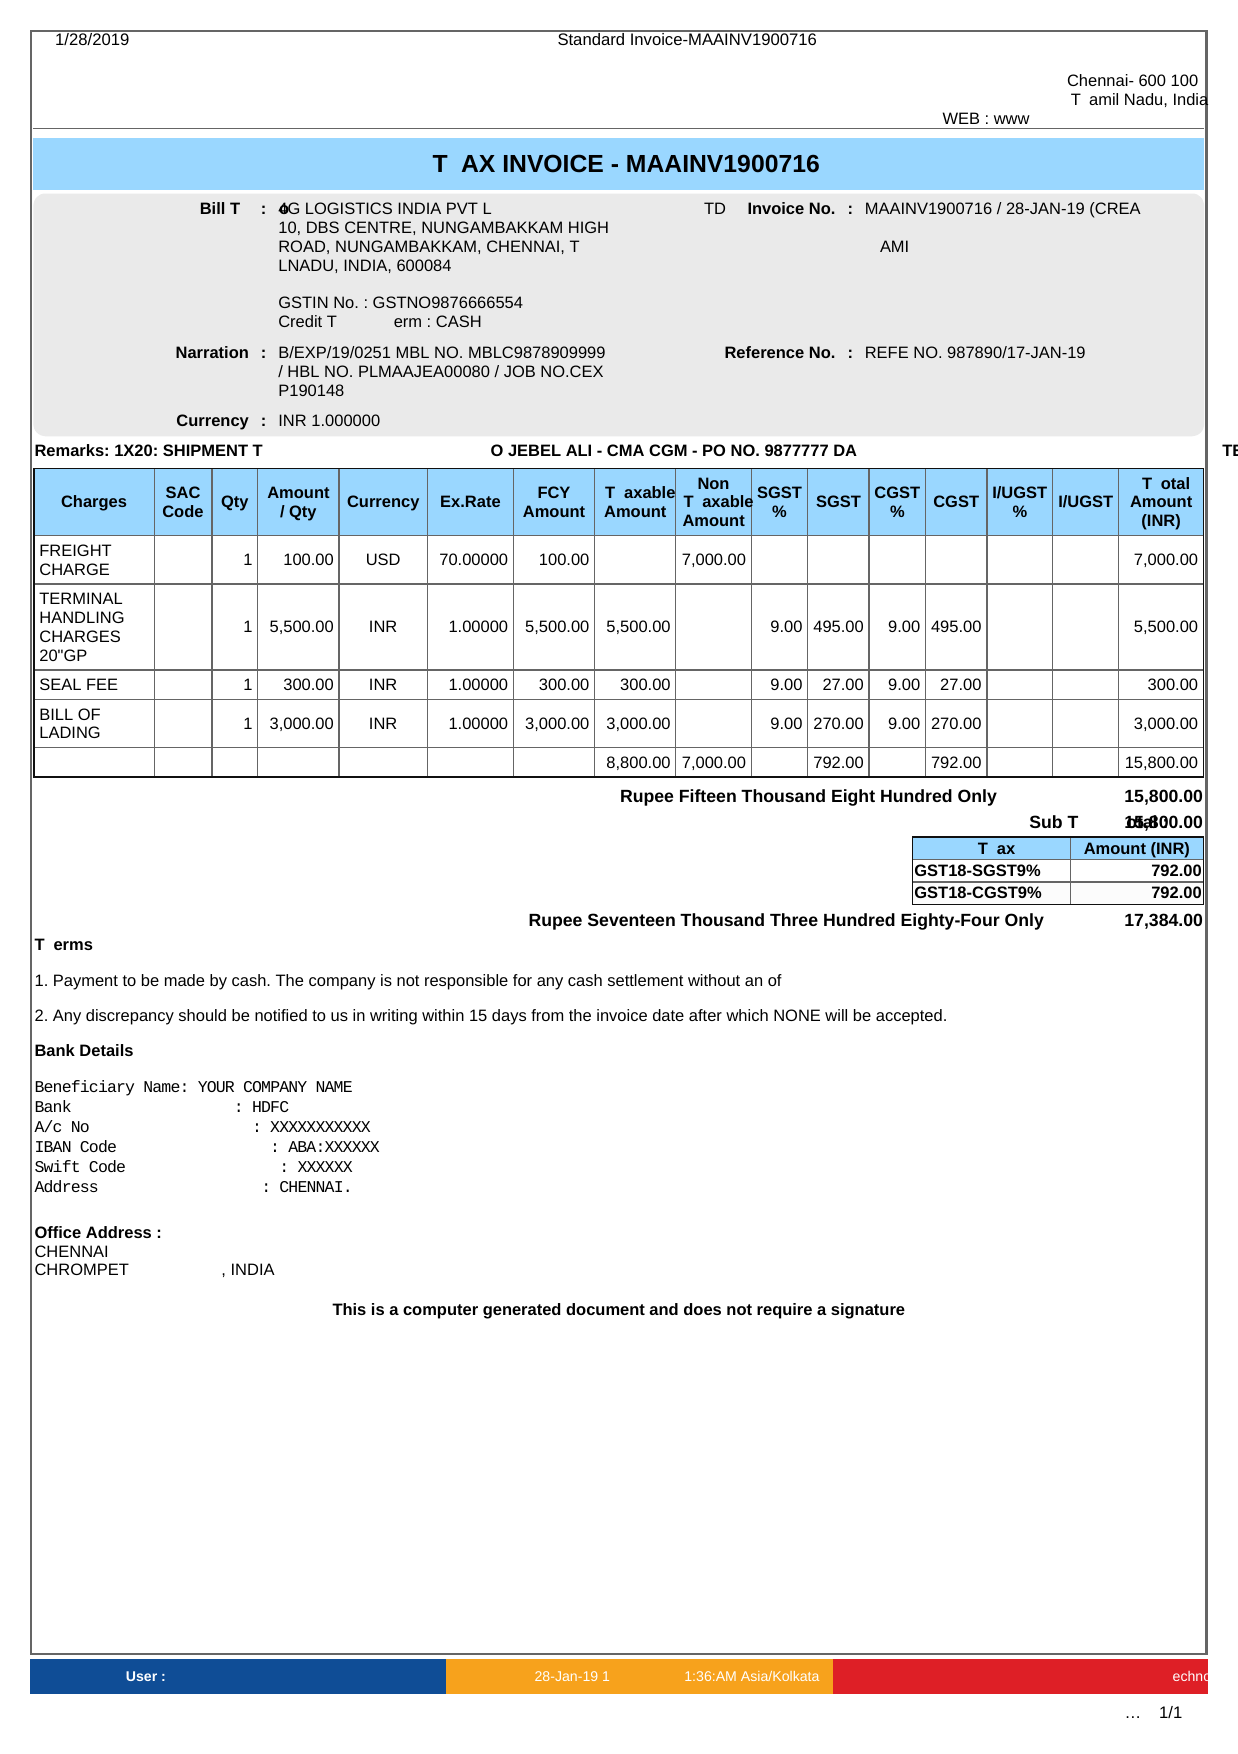 1/28/2019 Standard Invoice-MAAINV1900716
Chennai- 600 100
T amil Nadu, India
WEB : www
T AX INVOICE - MAAINV1900716
Bill T : G LOGISTICS INDIA PVT L TD Invoice No. : MAAINV1900716 / 28-JAN-19 (CREA
10, DBS CENTRE, NUNGAMBAKKAM HIGH
ROAD, NUNGAMBAKKAM, CHENNAI, T AMI
LNADU, INDIA, 600084
GSTIN No. : GSTNO9876666554
Credit T erm : CASH
Narration : B/EXP/19/0251 MBL NO. MBLC9878909999 Reference No. : REFE NO. 987890/17-JAN-19
/ HBL NO. PLMAAJEA00080 / JOB NO.CEX
P190148
Currency : INR 1.000000
Remarks: 1X20: SHIPMENT T O JEBEL ALI - CMA CGM - PO NO. 9877777 DA TE
Charges SAC Code Qty Amount / Qty Currency Ex.Rate FCY Amount T axable Amount Non T axable Amount SGST % SGST CGST % CGST I/UGST % I/UGST T otal Amount (INR)
FREIGHT CHARGE 1 100.00 USD 70.00000 100.00 7,000.00 7,000.00
TERMINAL HANDLING CHARGES 20"GP 1 5,500.00 INR 1.00000 5,500.00 5,500.00 9.00 495.00 9.00 495.00 5,500.00
SEAL FEE 1 300.00 INR 1.00000 300.00 300.00 9.00 27.00 9.00 27.00 300.00
BILL OF LADING 1 3,000.00 INR 1.00000 3,000.00 3,000.00 9.00 270.00 9.00 270.00 3,000.00
8,800.00 7,000.00 792.00 792.00 15,800.00
Rupee Fifteen Thousand Eight Hundred Only 15,800.00
Sub T otal : 15,800.00
T ax Amount (INR)
GST18-SGST9% 792.00
GST18-CGST9% 792.00
Rupee Seventeen Thousand Three Hundred Eighty-Four Only 17,384.00
T erms
1. Payment to be made by cash. The company is not responsible for any cash settlement without an of
2. Any discrepancy should be notified to us in writing within 15 days from the invoice date after which NONE will be accepted.
Bank Details
Beneficiary Name: YOUR COMPANY NAME
Bank : HDFC
A/c No : XXXXXXXXXXX
IBAN Code : ABA:XXXXXX
Swift Code : XXXXXX
Address : CHENNAI.
Office Address :
CHENNAI
CHROMPET , INDIA
This is a computer generated document and does not require a signature
User : 28-Jan-19 1 1:36:AM Asia/Kolkata echno
… 1/1